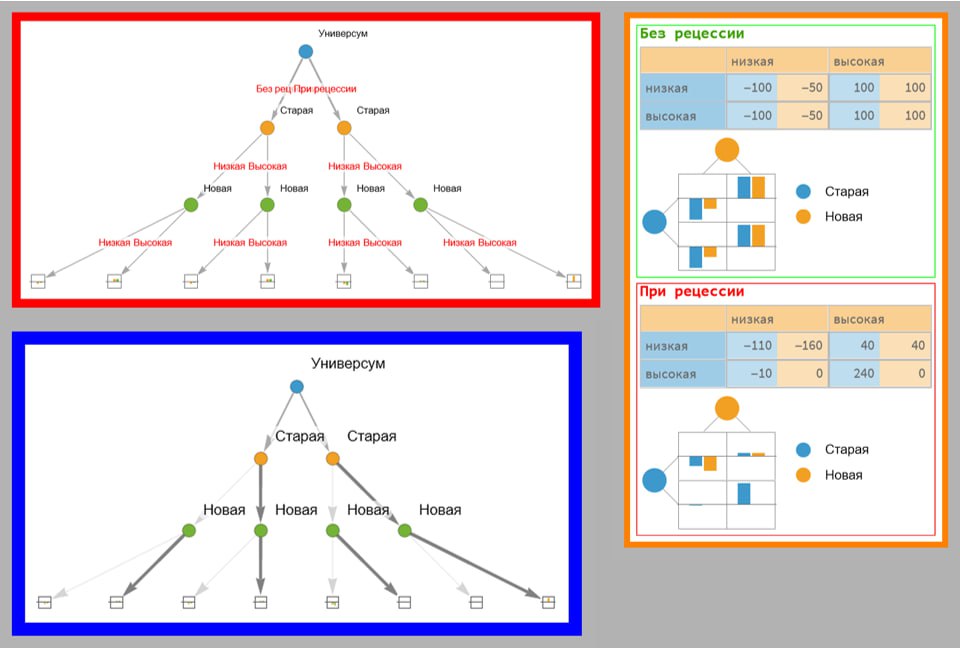 Универсум
Без рец При рецессии
Старая Старая
Низкая Высокая Низкая Высокая
Новая Новая Новая Новая
Низкая Высокая Низкая Высокая Низкая Высокая Низкая Высокая
Универсум
Старая Старая
Новая Новая Новая Новая
Без рецессии
низкая высокая
низкая −100 −50 100 100
высокая −100 −50 100 100
Старая
Новая
При рецессии
низкая высокая
низкая −110 −160 40 40
высокая −10 0 240 0
Старая
Новая